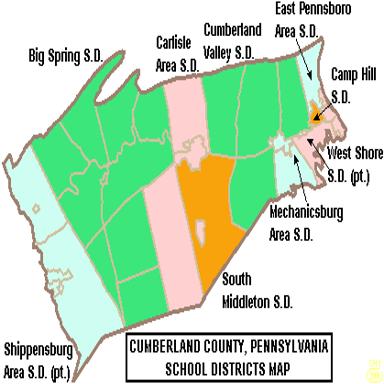 East Pennsboro
Area S.D.
Cumberland
Valley S.D.
Carlisle
Area S.D.
Big Spring S.D.
Camp Hill
S.D.
West Shore
S.D. (pt.)
Mechanicsburg
Area S.D.
South
Middleton S.D.
Shippensburg
Area S.D. (pt.)
CUMBERLAND COUNTY, PENNSYLVANIA
SCHOOL DISTRICTS MAP